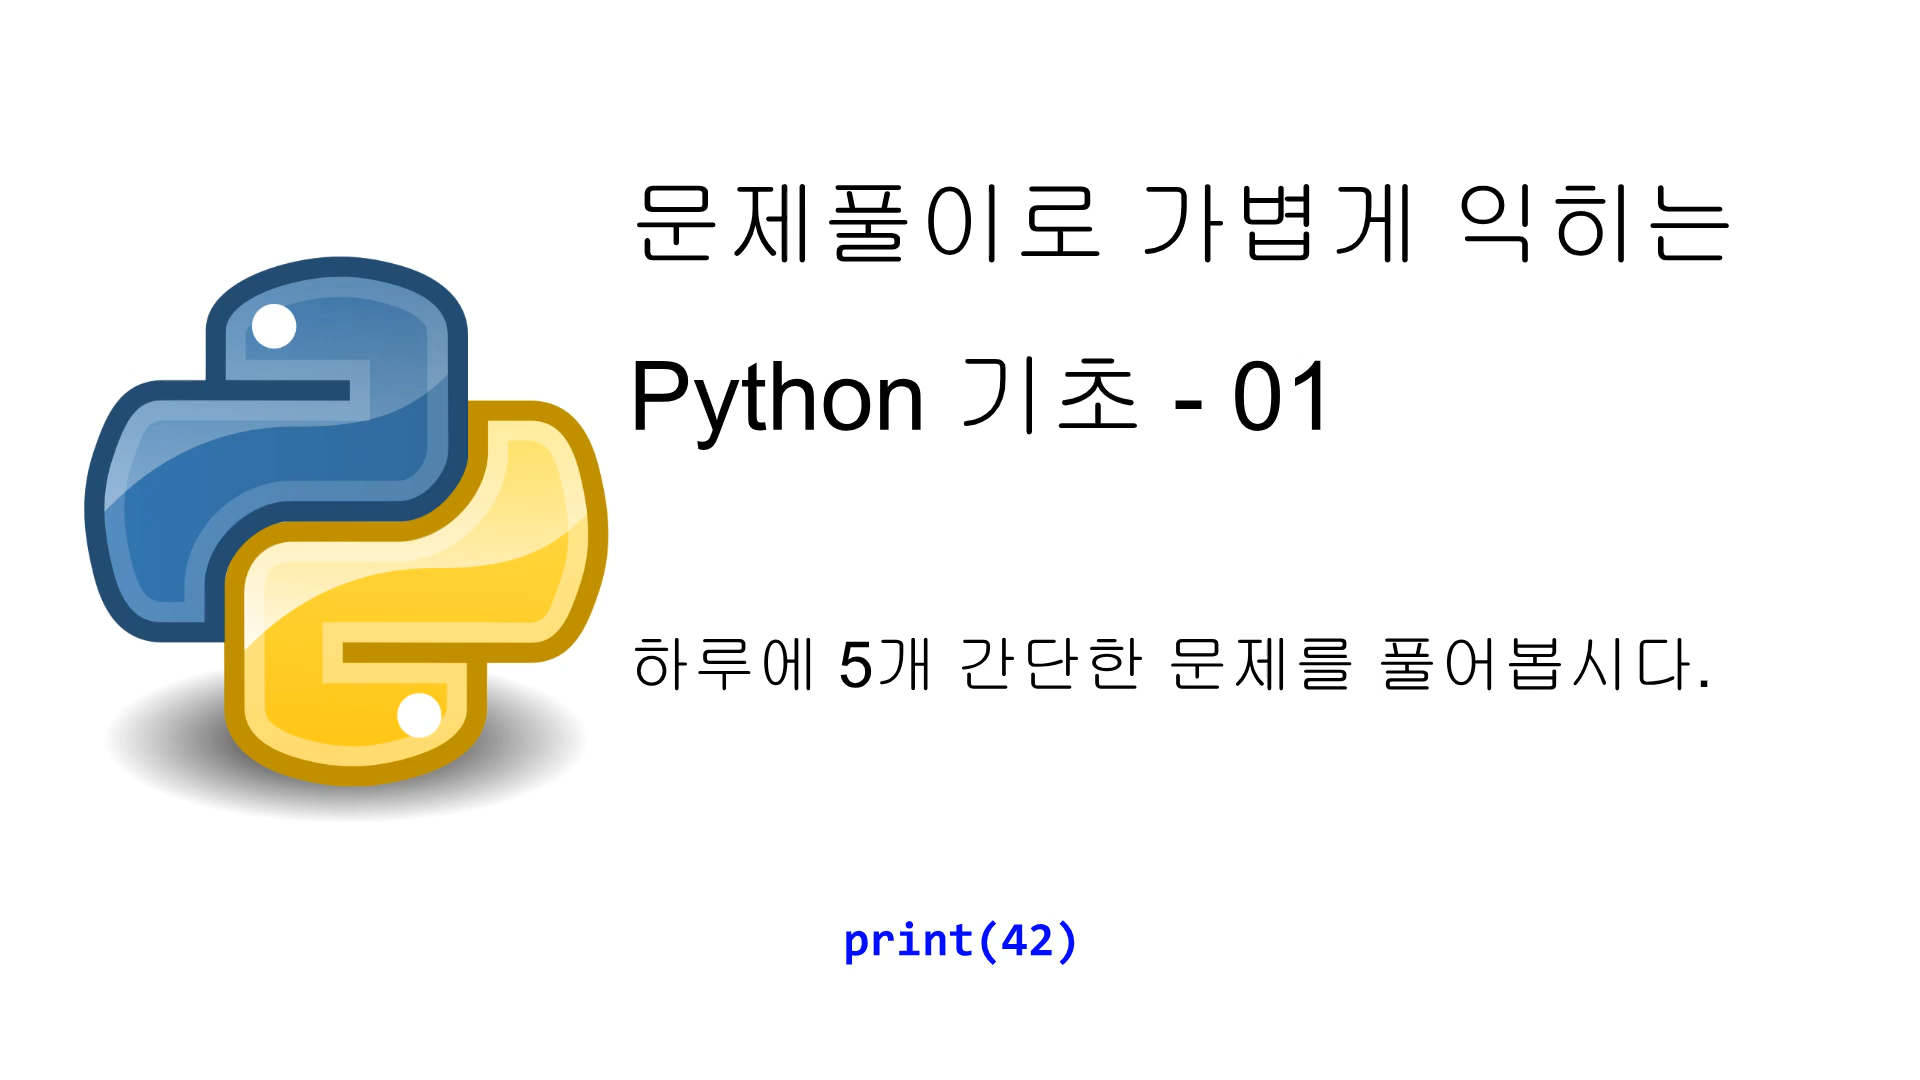 문제풀이로 가볍게 익히는
Python 기초 - 01
하루에 5개 간단한 문제를 풀어봅시다.
print(42)